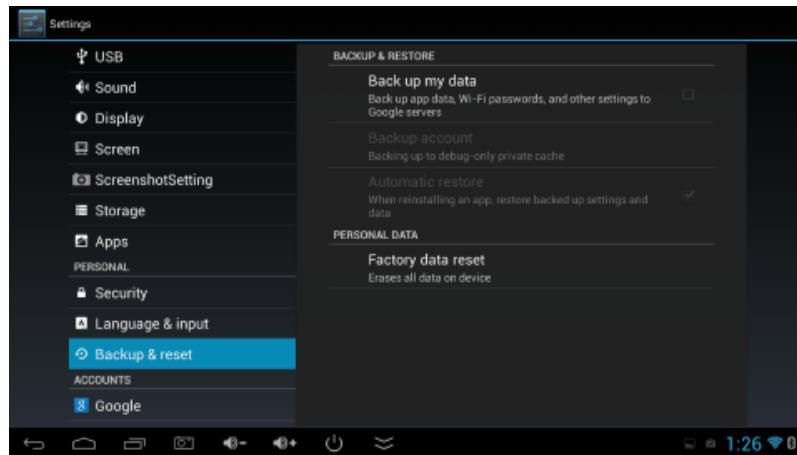 Settings
USB
Sound
Display
Screen
ScreenshotSetting
Storage
Apps
PERSONAL
Security
Language & input
Backup & reset
ACCOUNTS
Google
BACKUP & RESTORE
Back up my data
Back up app data, Wi-Fi passwords, and other settings to
Google servers
Backup account
Backing up to debug-only private cache
Automatic restore
When reinstalling an app, restore backed up settings and
data
PERSONAL DATA
Factory data reset
Erases all data on device
1:26